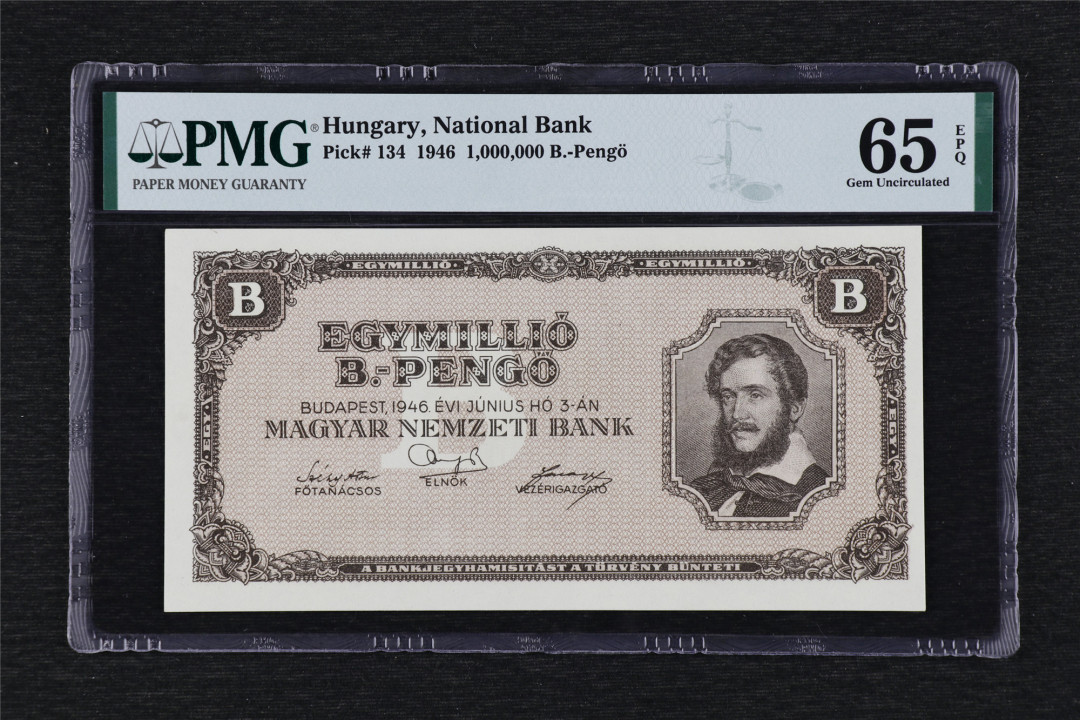 PMG®
PAPER MONEY GUARANTY
Hungary, National Bank
Pick# 134 1946 1,000,000 B.-Pengö
65 EPQ
Gem Uncirculated
EGYMILLIÓ EGYMILLIÓ
B B
EGYMILLIÓ
B.-PENGŐ
BUDAPEST, 1946. ÉVI JÚNIUS HÓ 3-ÁN
MAGYAR NEMZETI BANK
FŐTANÁCSOS ELNÖK VEZÉRIGAZGATÓ
A BANKJEGYHAMISÍTÁST A TÖRVÉNY BÜNTETI